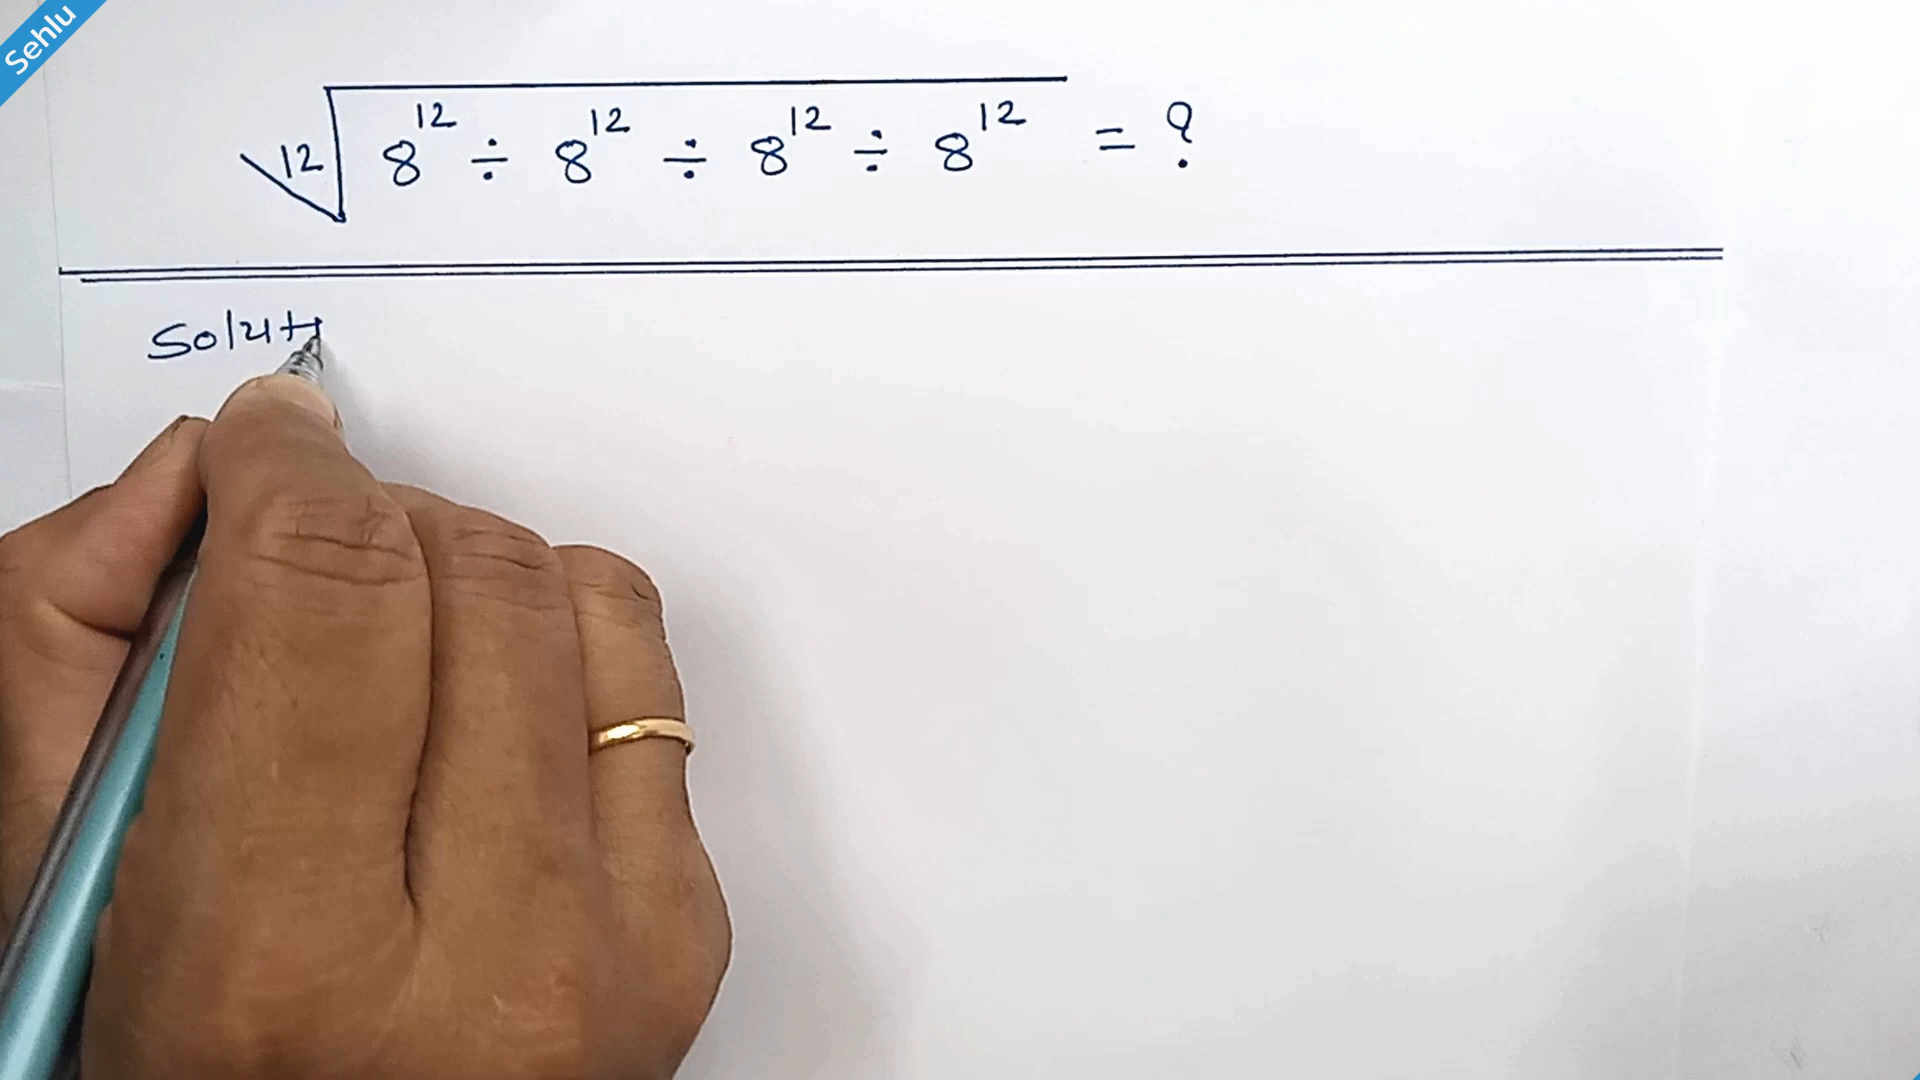 Sehlu
¹²√8¹² ÷ 8¹² ÷ 8¹² ÷ 8¹² = ?
Soluti